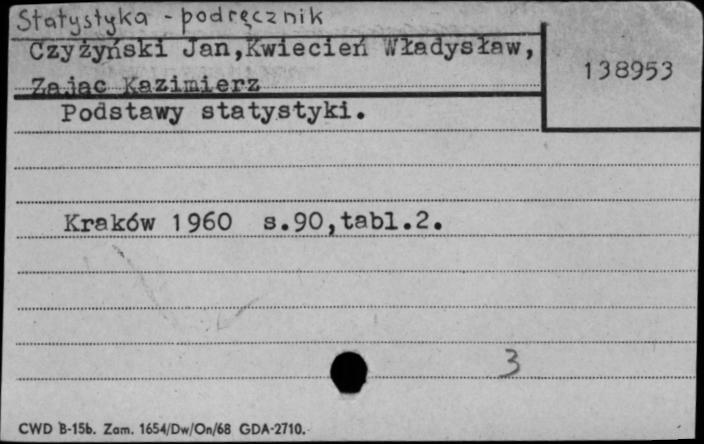 Statystyka - podręcznik
Czyżyński Jan,Kwiecień Władysław,
138953
Zając Kazimierz
Podstawy statystyki.
Kraków 1960 s.90,tabl.2.
3
CWD B-15b. Zam. 1654/Dw/On/68 GDA-2710.